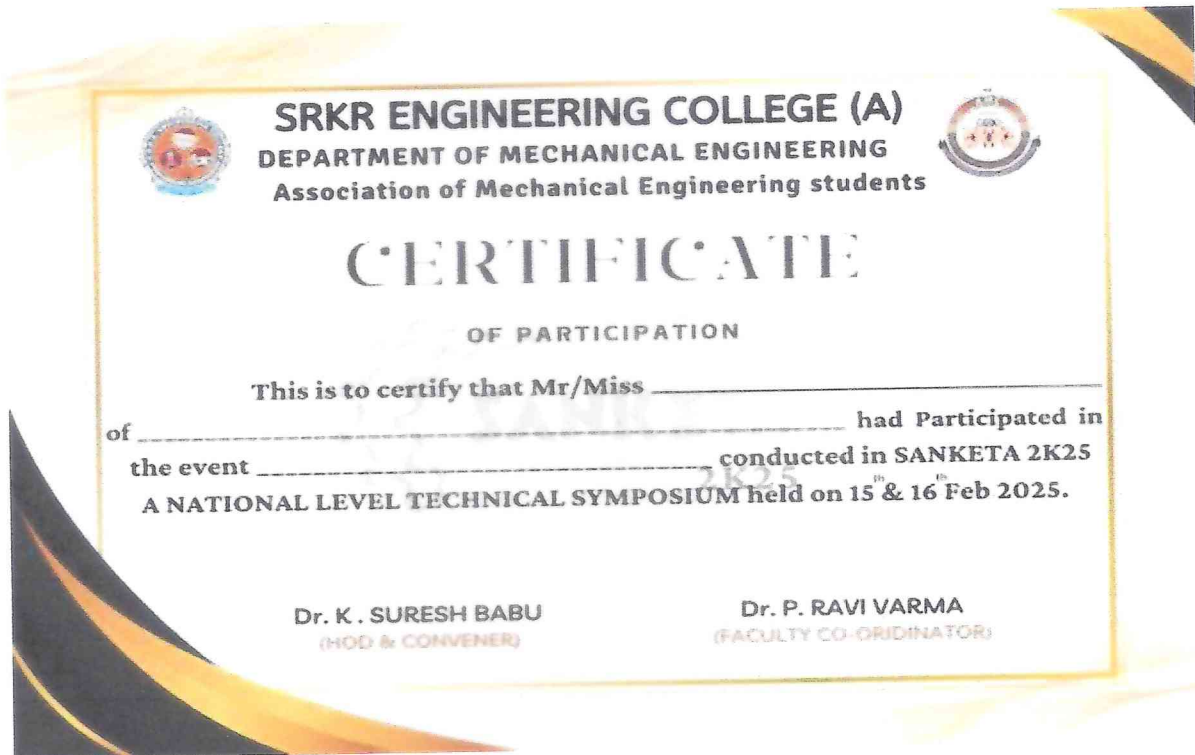 SRKR ENGINEERING COLLEGE (A)
DEPARTMENT OF MECHANICAL ENGINEERING
Association of Mechanical Engineering students
CERTIFICATE
OF PARTICIPATION
This is to certify that Mr/Miss
of had Participated in
the event conducted in SANKETA 2K25
2K25
A NATIONAL LEVEL TECHNICAL SYMPOSIUM held on 15th & 16th Feb 2025.
Dr. K . SURESH BABU
(HOD & CONVENER)
Dr. P. RAVI VARMA
(FACULTY CO-ORIDINATOR)